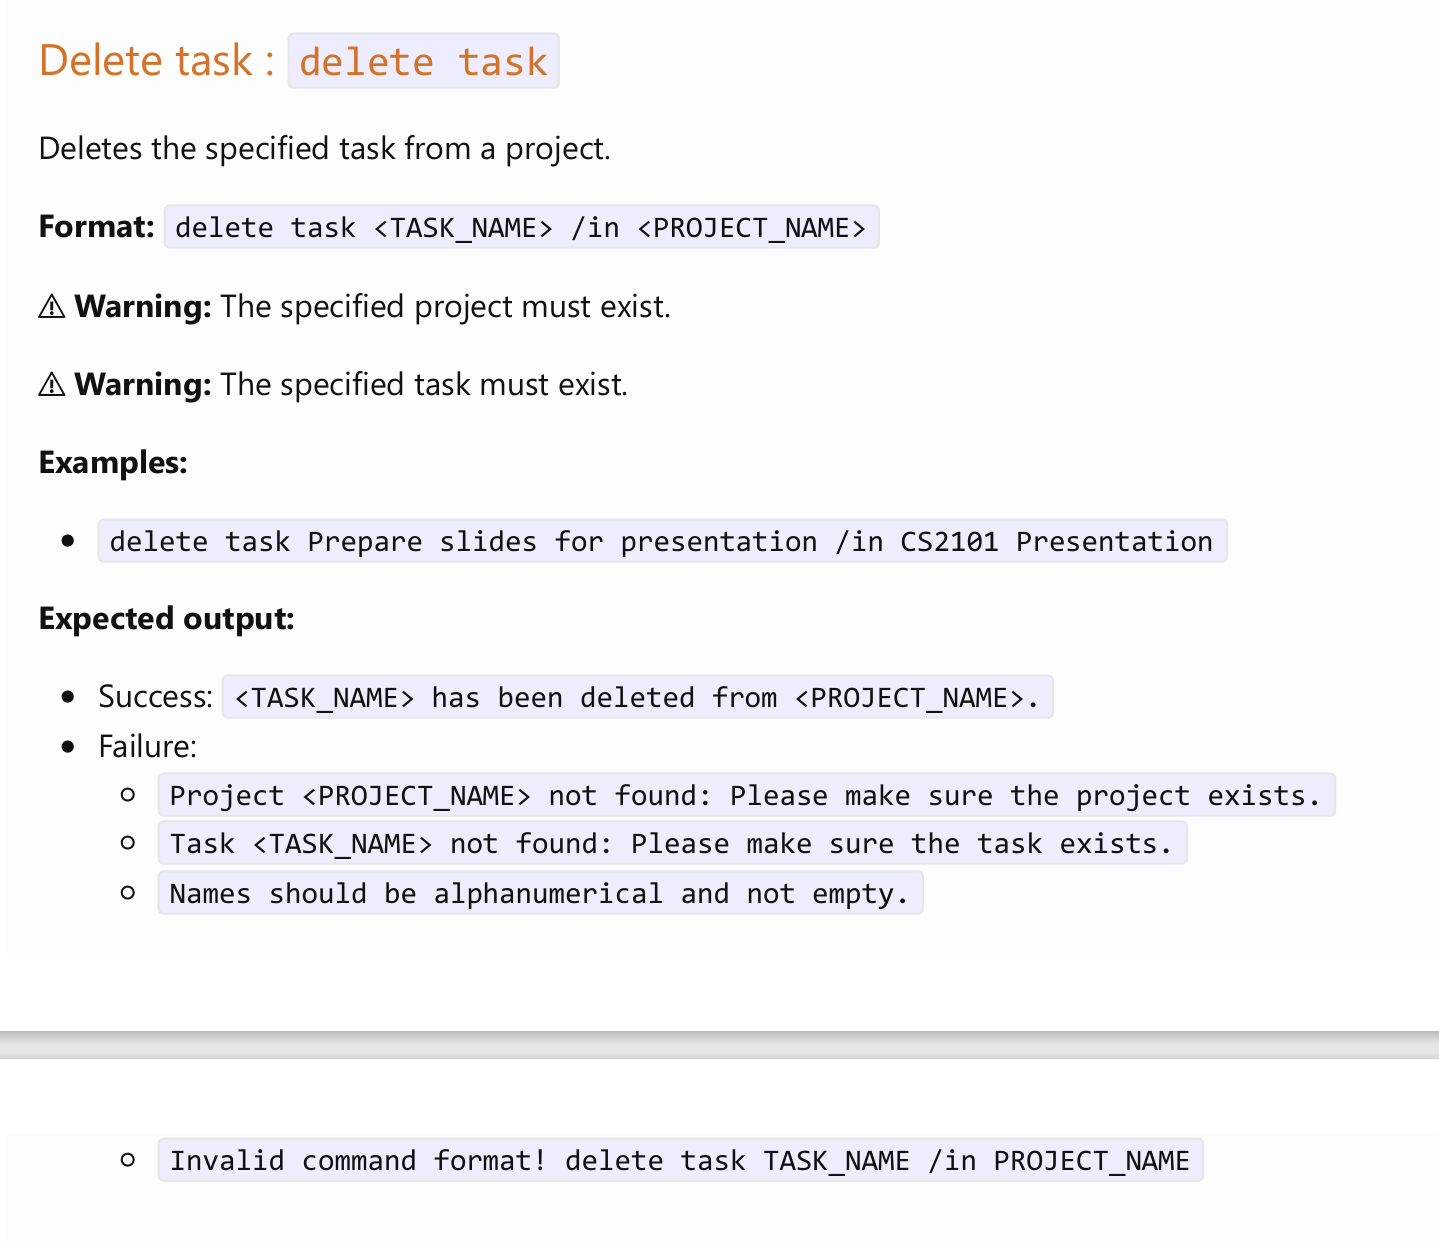 Delete task : delete task
Deletes the specified task from a project.
Format: delete task <TASK_NAME> /in <PROJECT_NAME>
⚠ Warning: The specified project must exist.
⚠ Warning: The specified task must exist.
Examples:
• delete task Prepare slides for presentation /in CS2101 Presentation
Expected output:
• Success: <TASK_NAME> has been deleted from <PROJECT_NAME>.
• Failure:
○ Project <PROJECT_NAME> not found: Please make sure the project exists.
○ Task <TASK_NAME> not found: Please make sure the task exists.
○ Names should be alphanumerical and not empty.
○ Invalid command format! delete task TASK_NAME /in PROJECT_NAME